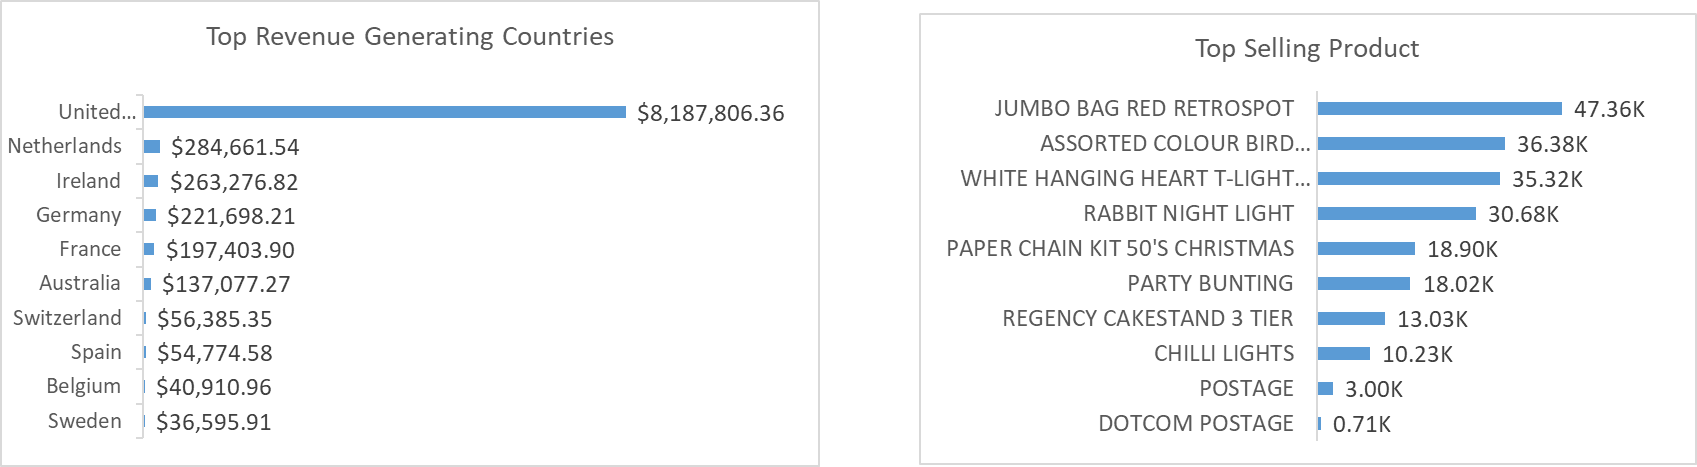 Top Revenue Generating Countries
United... $8,187,806.36
Netherlands $284,661.54
Ireland $263,276.82
Germany $221,698.21
France $197,403.90
Australia $137,077.27
Switzerland $56,385.35
Spain $54,774.58
Belgium $40,910.96
Sweden $36,595.91
Top Selling Product
JUMBO BAG RED RETROSPOT 47.36K
ASSORTED COLOUR BIRD... 36.38K
WHITE HANGING HEART T-LIGHT... 35.32K
RABBIT NIGHT LIGHT 30.68K
PAPER CHAIN KIT 50'S CHRISTMAS 18.90K
PARTY BUNTING 18.02K
REGENCY CAKESTAND 3 TIER 13.03K
CHILLI LIGHTS 10.23K
POSTAGE 3.00K
DOTCOM POSTAGE 0.71K